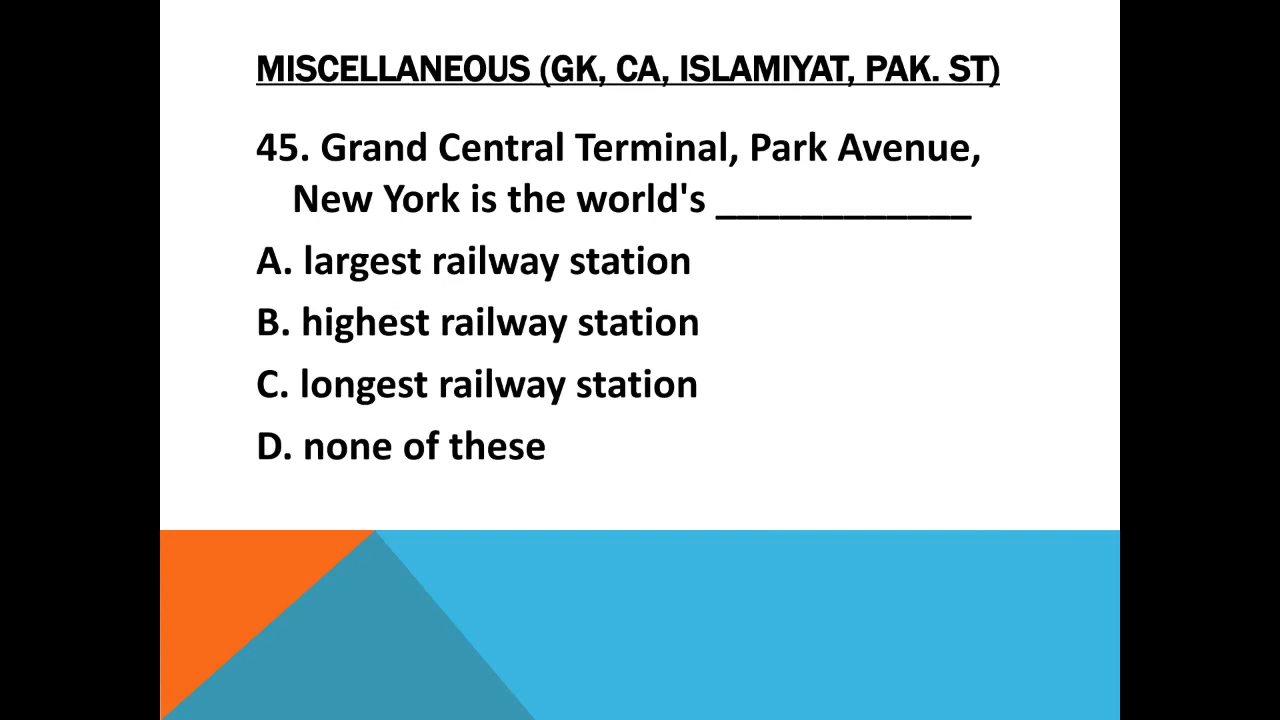 MISCELLANEOUS (GK, CA, ISLAMIYAT, PAK. ST)
45. Grand Central Terminal, Park Avenue,
New York is the world's ____________
A. largest railway station
B. highest railway station
C. longest railway station
D. none of these